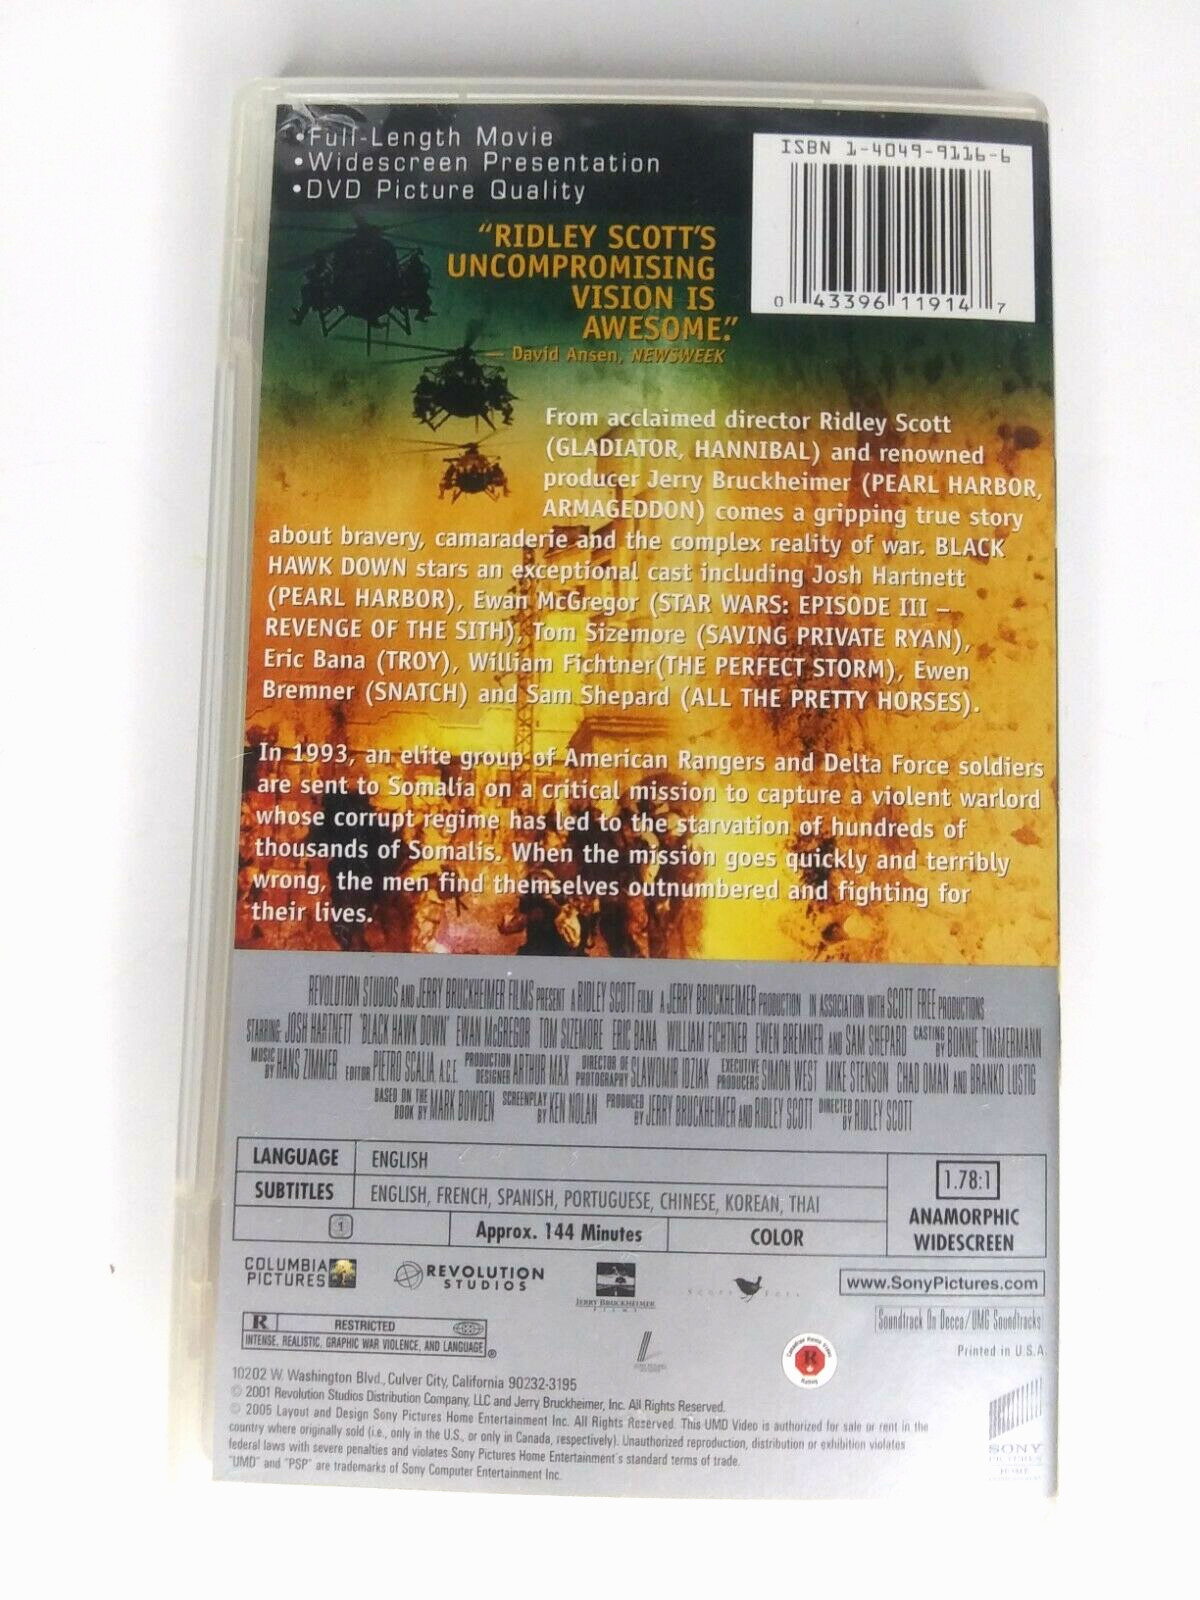 •Full-Length Movie
•Widescreen Presentation
•DVD Picture Quality
ISBN 1-4049-9116-6
0 43396 11914 7
"RIDLEY SCOTT'S
UNCOMPROMISING
VISION IS
AWESOME."
— David Ansen, NEWSWEEK
From acclaimed director Ridley Scott
(GLADIATOR, HANNIBAL) and renowned
producer Jerry Bruckheimer (PEARL HARBOR,
ARMAGEDDON) comes a gripping true story
about bravery, camaraderie and the complex reality of war. BLACK
HAWK DOWN stars an exceptional cast including Josh Hartnett
(PEARL HARBOR), Ewan McGregor (STAR WARS: EPISODE III –
REVENGE OF THE SITH), Tom Sizemore (SAVING PRIVATE RYAN),
Eric Bana (TROY), William Fichtner(THE PERFECT STORM), Ewen
Bremner (SNATCH) and Sam Shepard (ALL THE PRETTY HORSES).
In 1993, an elite group of American Rangers and Delta Force soldiers
are sent to Somalia on a critical mission to capture a violent warlord
whose corrupt regime has led to the starvation of hundreds of
thousands of Somalis. When the mission goes quickly and terribly
wrong, the men find themselves outnumbered and fighting for
their lives.
REVOLUTION STUDIOS AND JERRY BRUCKHEIMER FILMS PRESENT A RIDLEY SCOTT FILM A JERRY BRUCKHEIMER PRODUCTION IN ASSOCIATION WITH SCOTT FREE PRODUCTIONS
STARRING: JOSH HARTNETT "BLACK HAWK DOWN" EWAN McGREGOR TOM SIZEMORE ERIC BANA WILLIAM FICHTNER EWEN BREMNER AND SAM SHEPARD CASTING BY BONNIE TIMMERMANN
MUSIC BY HANS ZIMMER EDITOR PIETRO SCALIA, A.C.E. PRODUCTION DESIGNER ARTHUR MAX DIRECTOR OF PHOTOGRAPHY SLAWOMIR IDZIAK EXECUTIVE PRODUCERS SIMON WEST MIKE STENSON CHAD OMAN AND BRANKO LUSTIG
BASED ON THE BOOK BY MARK BOWDEN SCREENPLAY BY KEN NOLAN PRODUCED BY JERRY BRUCKHEIMER AND RIDLEY SCOTT DIRECTED BY RIDLEY SCOTT
LANGUAGE ENGLISH
SUBTITLES ENGLISH, FRENCH, SPANISH, PORTUGUESE, CHINESE, KOREAN, THAI
1 Approx. 144 Minutes COLOR
1.78:1
ANAMORPHIC
WIDESCREEN
COLUMBIA
PICTURES
REVOLUTION
STUDIOS
JERRY BRUCKHEIMER
FILMS
SCOTT FREE
www.SonyPictures.com
R RESTRICTED
INTENSE, REALISTIC, GRAPHIC WAR VIOLENCE, AND LANGUAGE ®
Canadian Home Video
R
Rating
Soundtrack On Decca/UMG Soundtracks
Printed in U.S.A.
10202 W. Washington Blvd., Culver City, California 90232-3195
© 2001 Revolution Studios Distribution Company, LLC and Jerry Bruckheimer, Inc. All Rights Reserved.
© 2005 Layout and Design Sony Pictures Home Entertainment Inc. All Rights Reserved. This UMD Video is authorized for sale or rent in the
country where originally sold (i.e., only in the U.S., or only in Canada, respectively). Unauthorized reproduction, distribution or exhibition violates
federal laws with severe penalties and violates Sony Pictures Home Entertainment's standard terms of trade.
"UMD" and "PSP" are trademarks of Sony Computer Entertainment Inc.
SONY
PICTURES
HOME